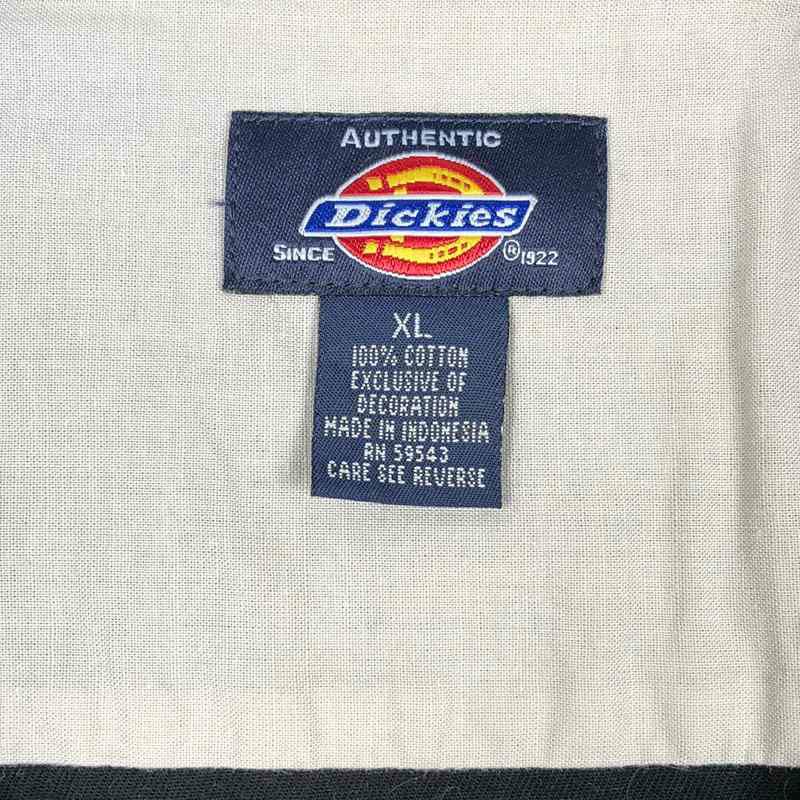 AUTHENTIC
Dickies
SINCE ®1922
XL
100% COTTON
EXCLUSIVE OF
DECORATION
MADE IN INDONESIA
RN 59543
CARE SEE REVERSE